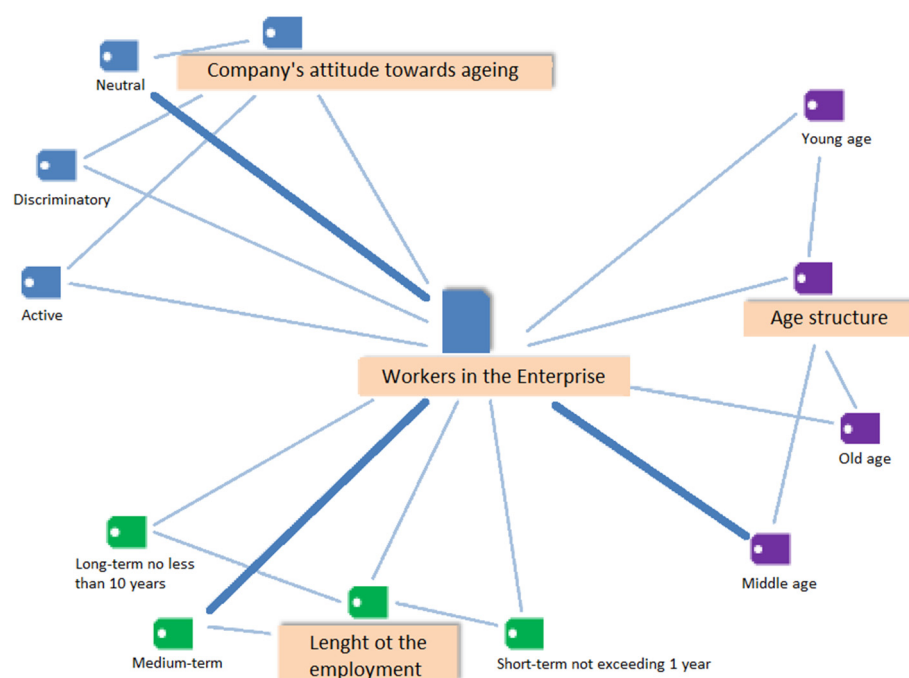 Company's attitude towards ageing
Neutral
Young age
Discriminatory
Active
Age structure
Workers in the Enterprise
Old age
Long-term no less
than 10 years
Middle age
Lenght ot the
employment
Medium-term
Short-term not exceeding 1 year